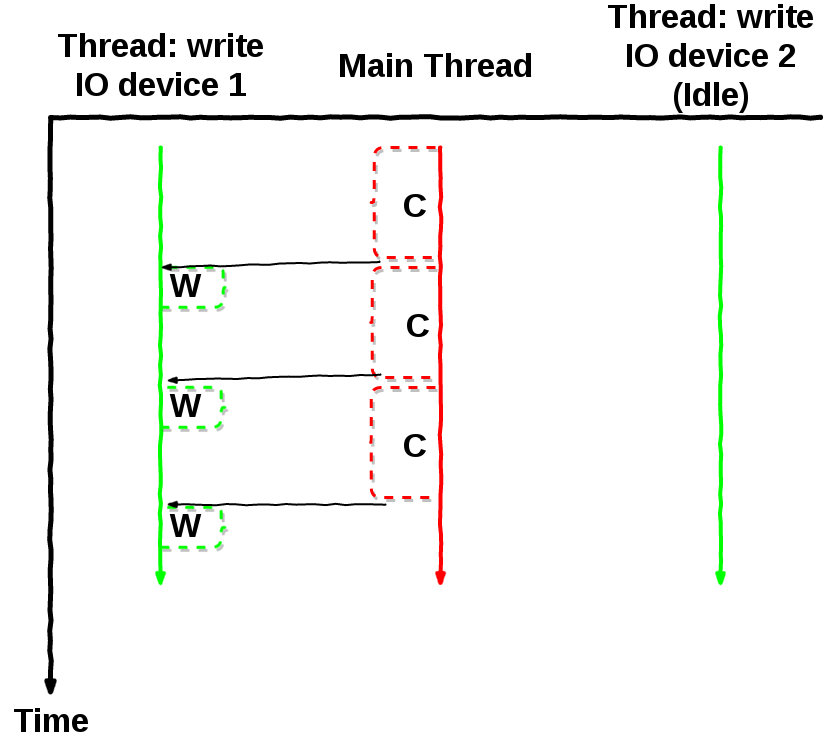 Thread: write
IO device 1
Main Thread
Thread: write
IO device 2
(Idle)
C
W
C
W
C
W
Time